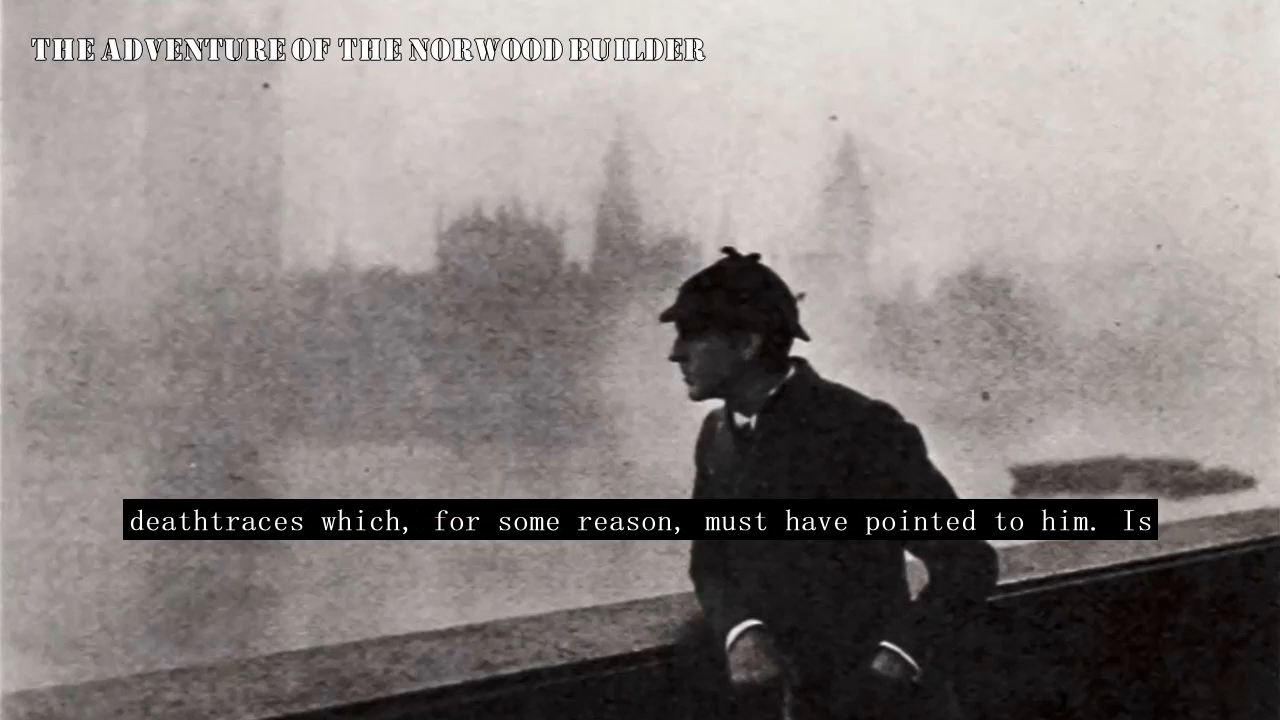 THE ADVENTURE OF THE NORWOOD BUILDER
deathtraces which, for some reason, must have pointed to him. Is